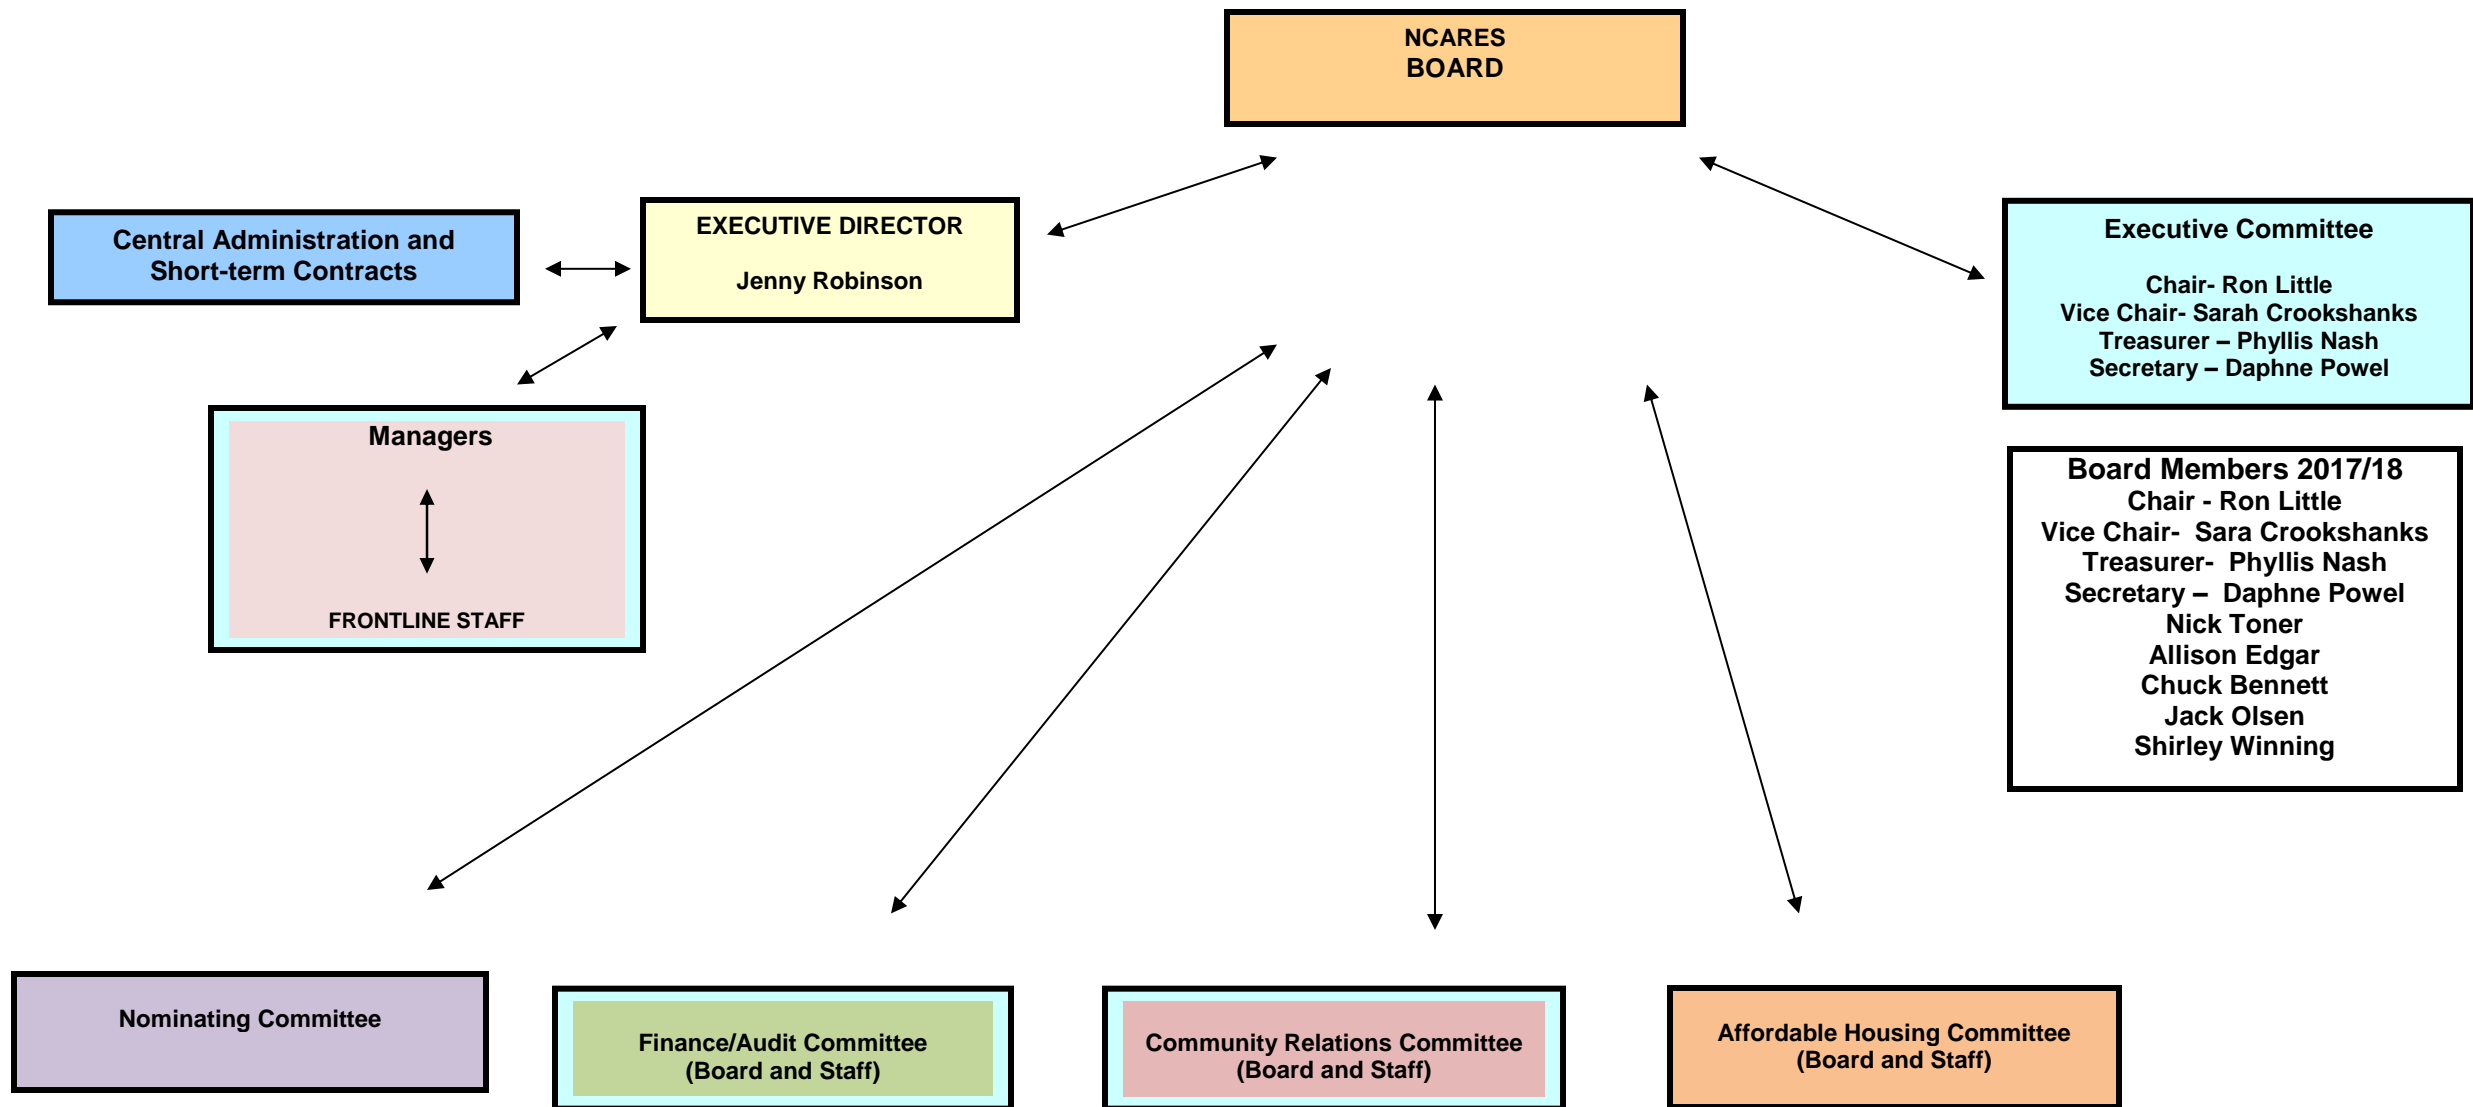 NCARES
BOARD
Central Administration and
Short-term Contracts
EXECUTIVE DIRECTOR
Jenny Robinson
Executive Committee
Chair- Ron Little
Vice Chair- Sarah Crookshanks
Treasurer – Phyllis Nash
Secretary – Daphne Powel
Managers
FRONTLINE STAFF
Board Members 2017/18
Chair - Ron Little
Vice Chair-  Sara Crookshanks
Treasurer-  Phyllis Nash
Secretary –  Daphne Powel
Nick Toner
Allison Edgar
Chuck Bennett
Jack Olsen
Shirley Winning
Nominating Committee
Finance/Audit Committee
(Board and Staff)
Community Relations Committee
(Board and Staff)
Affordable Housing Committee
(Board and Staff)